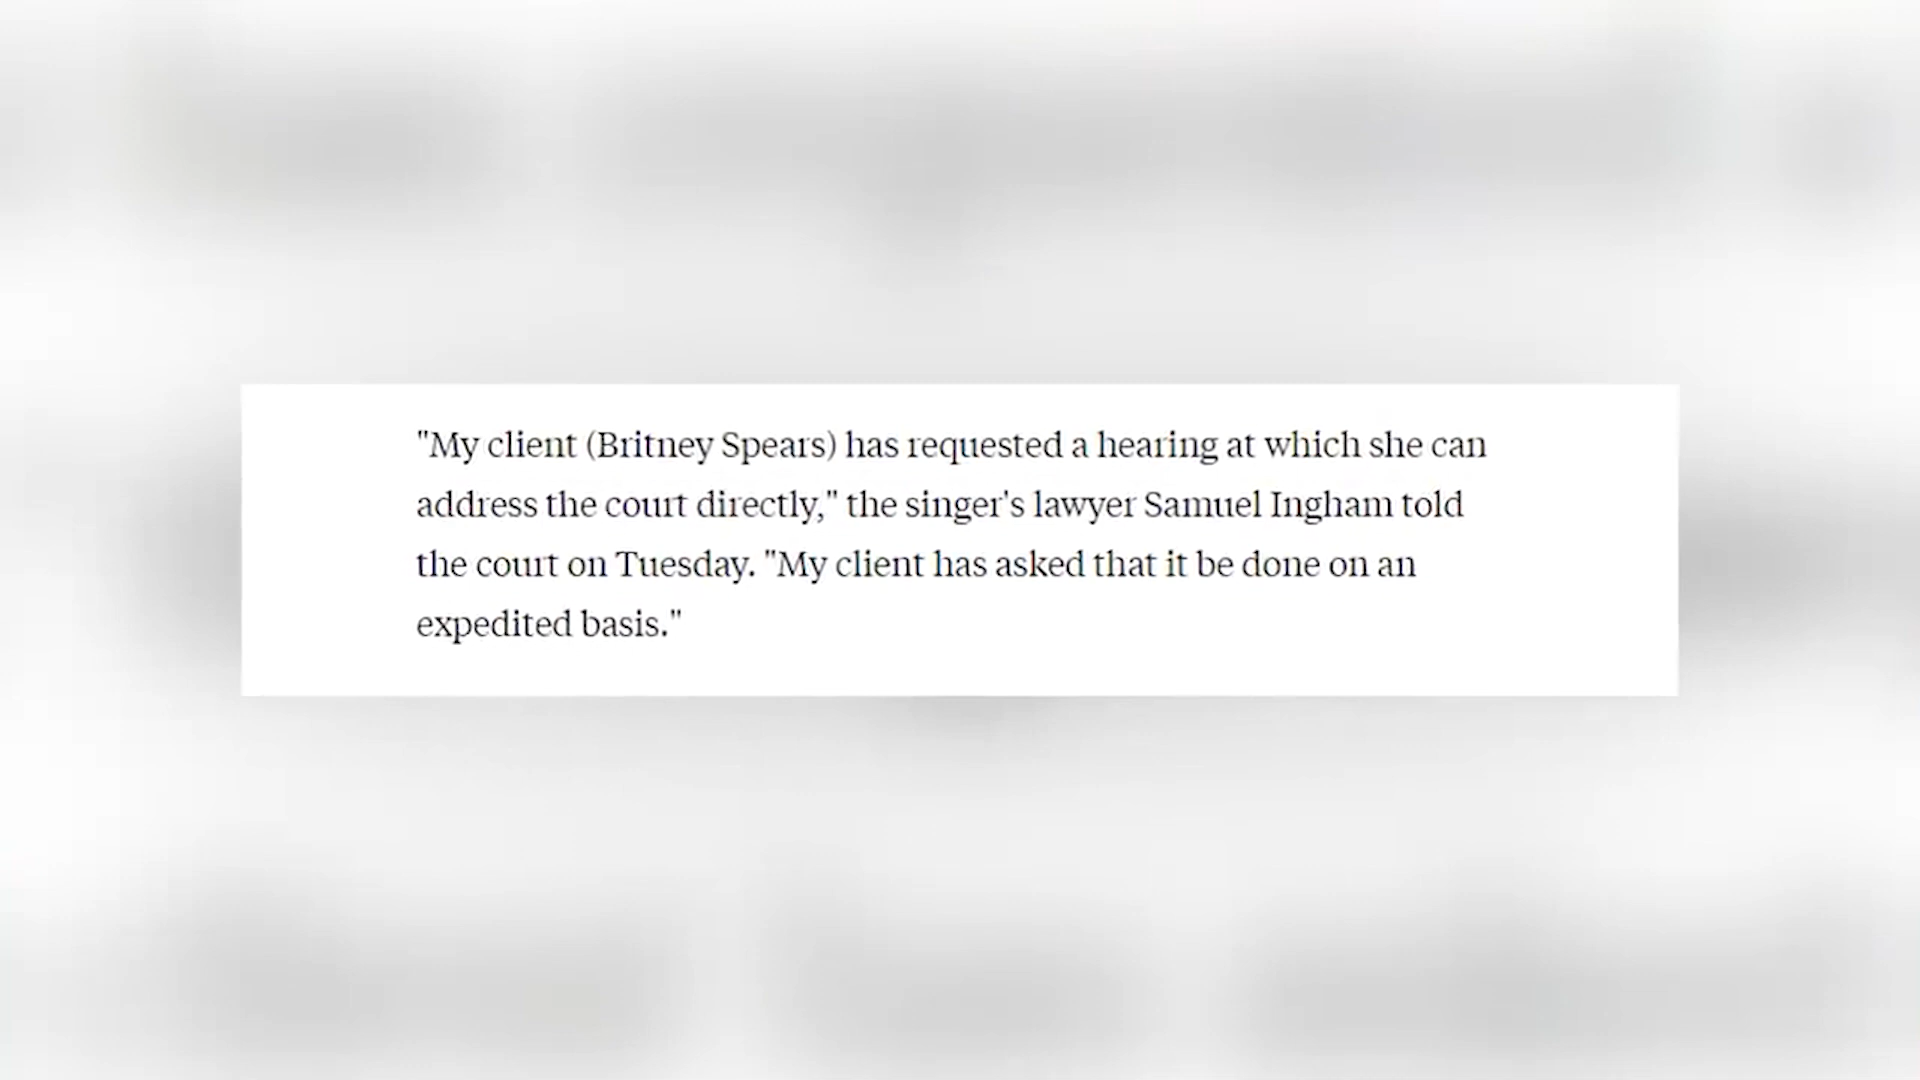 "My client (Britney Spears) has requested a hearing at which she can
address the court directly," the singer's lawyer Samuel Ingham told
the court on Tuesday. "My client has asked that it be done on an
expedited basis."